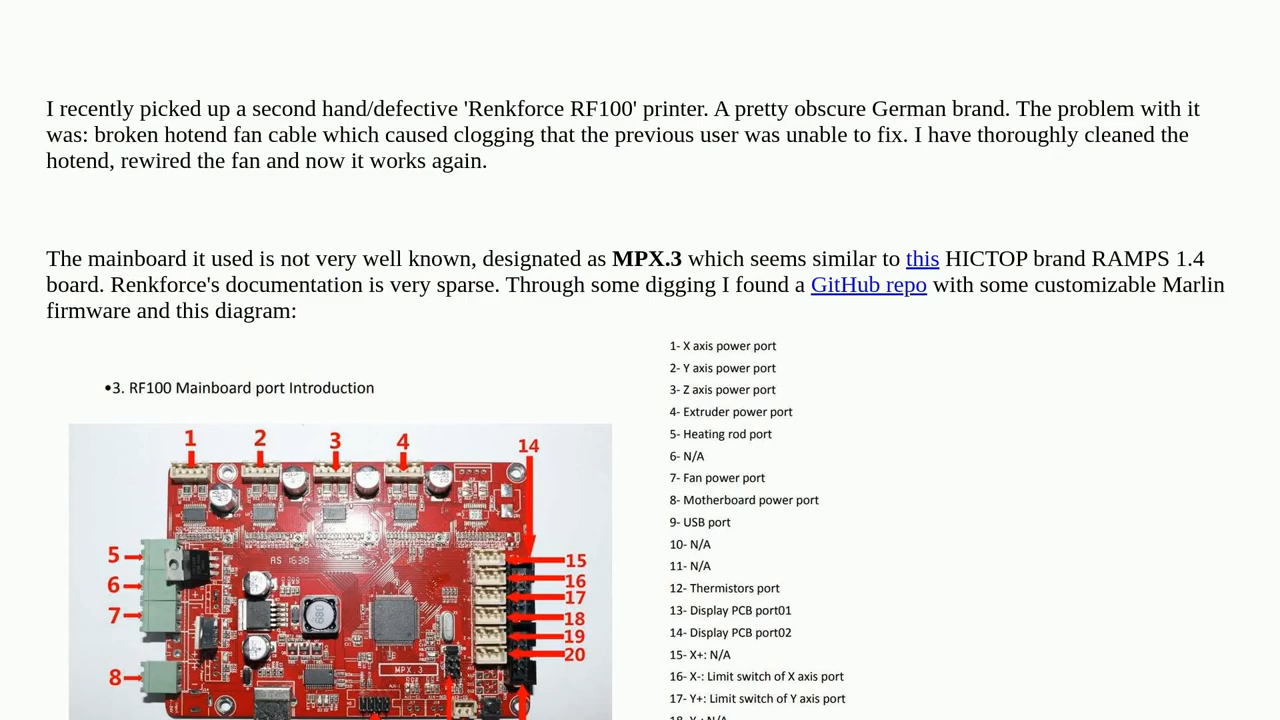 I recently picked up a second hand/defective 'Renkforce RF100' printer. A pretty obscure German brand. The problem with it
was: broken hotend fan cable which caused clogging that the previous user was unable to fix. I have thoroughly cleaned the
hotend, rewired the fan and now it works again.
The mainboard it used is not very well known, designated as MPX.3 which seems similar to this HICTOP brand RAMPS 1.4
board. Renkforce's documentation is very sparse. Through some digging I found a GitHub repo with some customizable Marlin
firmware and this diagram:
•3. RF100 Mainboard port Introduction
1
2
3
4
14
5
6
7
8
15
16
17
18
19
20
AS 1638
680
MPX.3
1- X axis power port
2- Y axis power port
3- Z axis power port
4- Extruder power port
5- Heating rod port
6- N/A
7- Fan power port
8- Motherboard power port
9- USB port
10- N/A
11- N/A
12- Thermistors port
13- Display PCB port01
14- Display PCB port02
15- X+: N/A
16- X-: Limit switch of X axis port
17- Y+: Limit switch of Y axis port